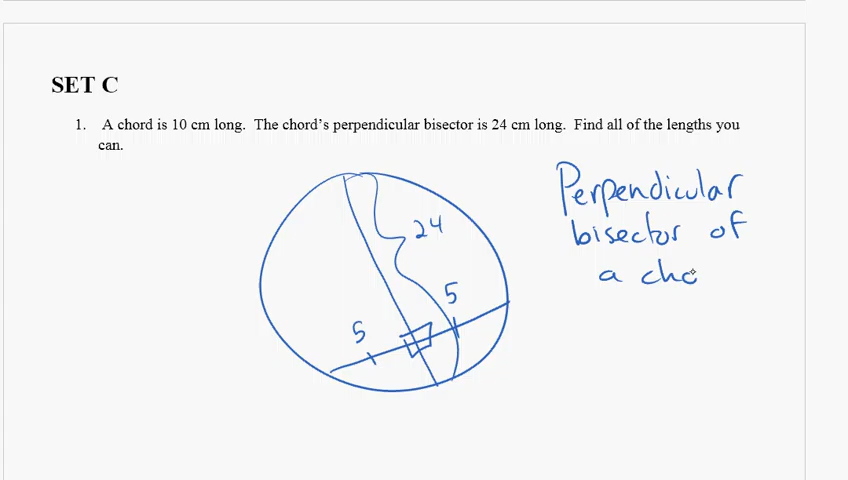 SET C
1. A chord is 10 cm long. The chord's perpendicular bisector is 24 cm long. Find all of the lengths you
can.
Perpendicular
bisector of
a cho
24
5
5